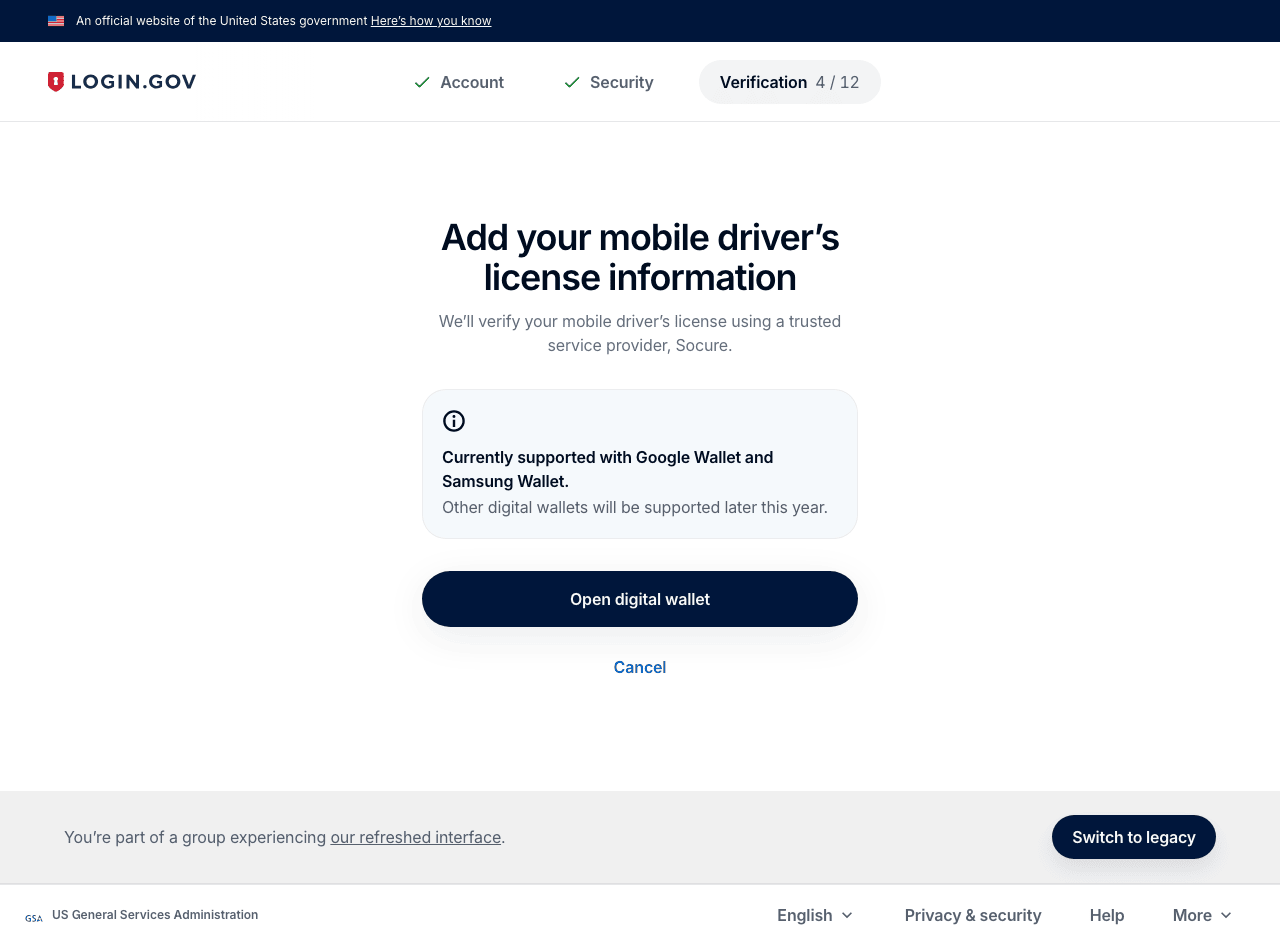 An official website of the United States government Here’s how you know
LOGIN.GOV
Account
Security
Verification 4 / 12
Add your mobile driver’s
license information
We’ll verify your mobile driver’s license using a trusted
service provider, Socure.
Currently supported with Google Wallet and
Samsung Wallet.
Other digital wallets will be supported later this year.
Open digital wallet
Cancel
You’re part of a group experiencing our refreshed interface.
Switch to legacy
GSA US General Services Administration
English
Privacy & security
Help
More